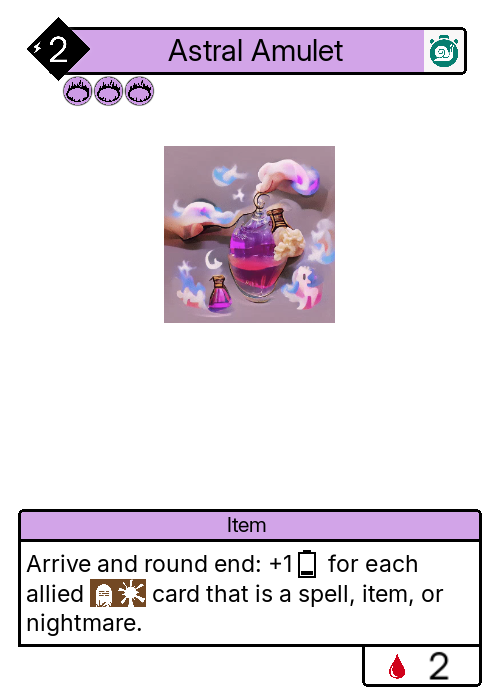 2
Astral Amulet
Item
Arrive and round end: +1 for each
allied card that is a spell, item, or
nightmare.
2